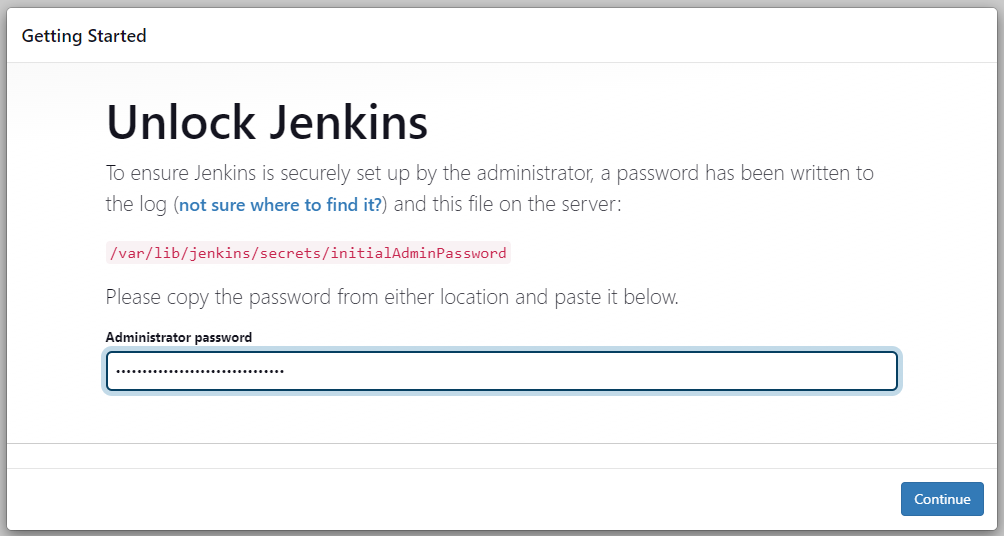 Getting Started
Unlock Jenkins
To ensure Jenkins is securely set up by the administrator, a password has been written to
the log (not sure where to find it?) and this file on the server:
/var/lib/jenkins/secrets/initialAdminPassword
Please copy the password from either location and paste it below.
Administrator password
••••••••••••••••••••••••••••••••
Continue